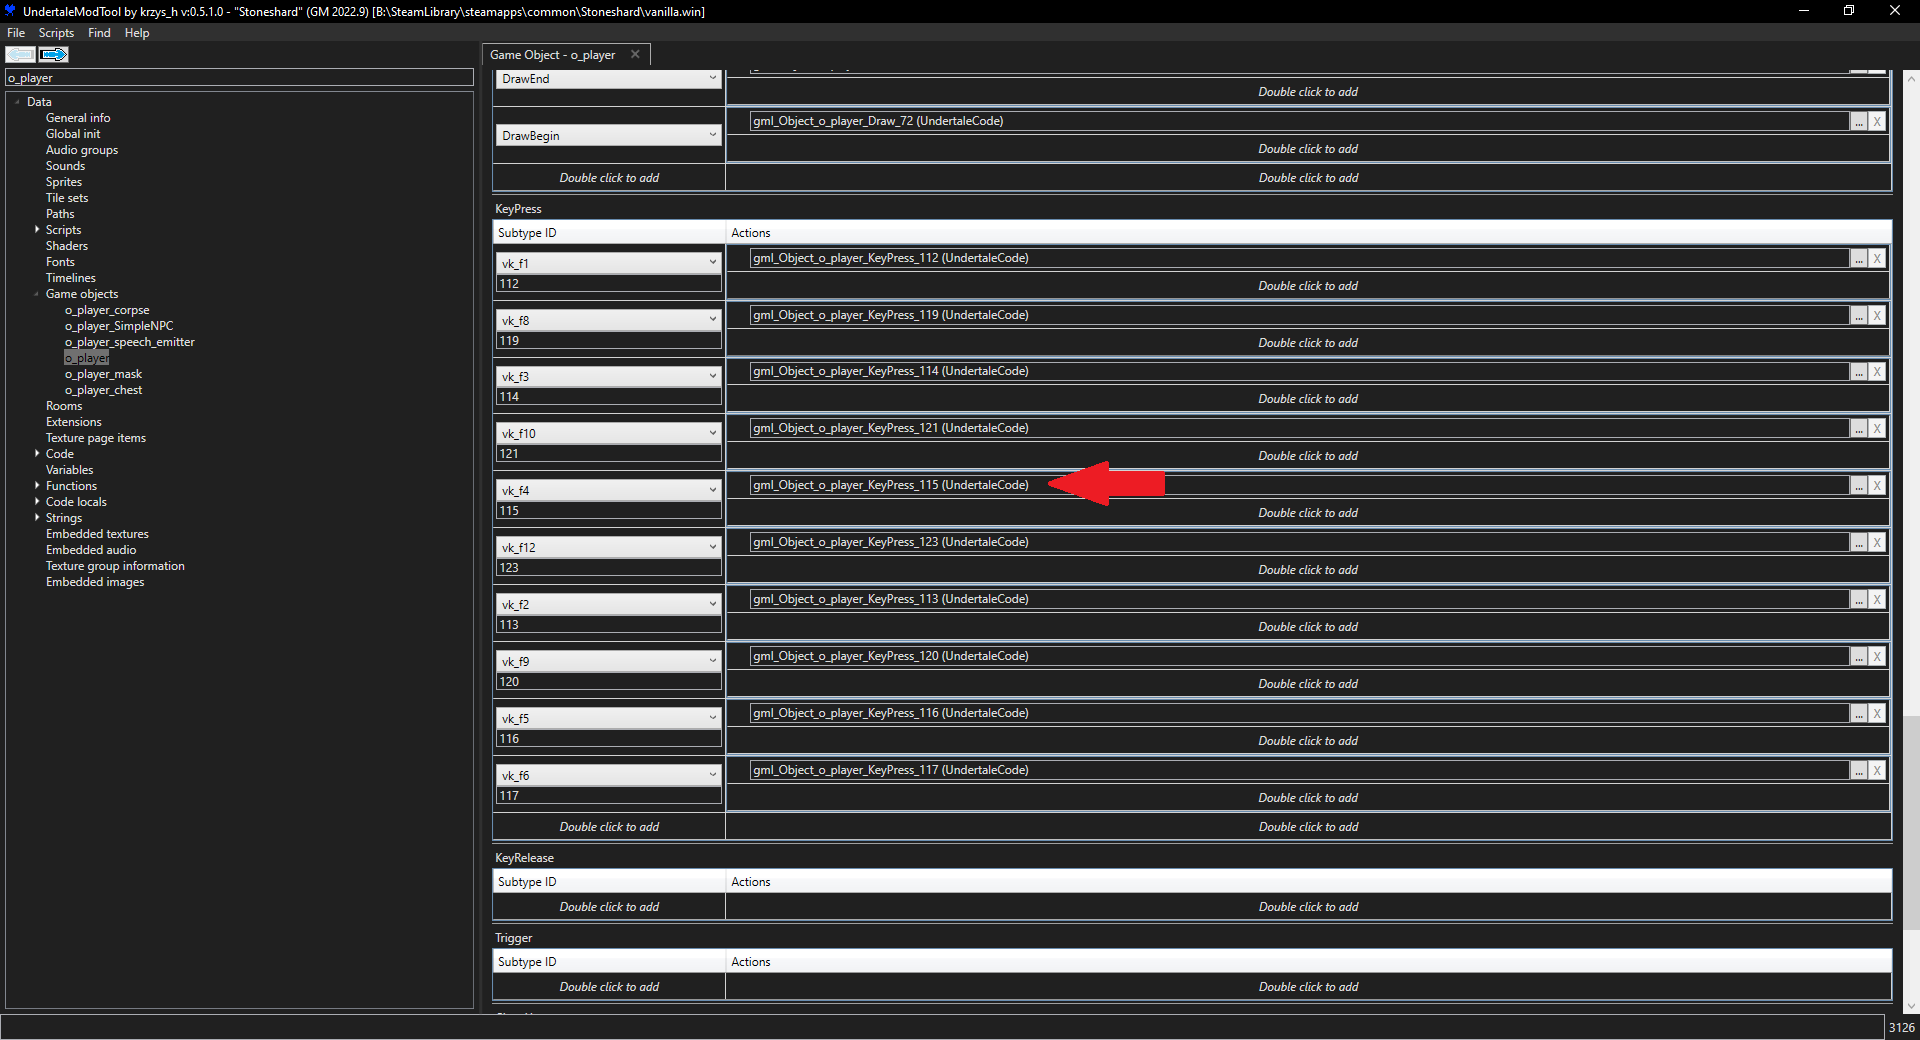 UndertaleModTool by krzys_h v:0.5.1.0 - "Stoneshard" (GM 2022.9) [B:\SteamLibrary\steamapps\common\Stoneshard\vanilla.win]
File Scripts Find Help
o_player
Data
General info
Global init
Audio groups
Sounds
Sprites
Tile sets
Paths
Scripts
Shaders
Fonts
Timelines
Game objects
o_player_corpse
o_player_SimpleNPC
o_player_speech_emitter
o_player
o_player_mask
o_player_chest
Rooms
Extensions
Texture page items
Code
Variables
Functions
Code locals
Strings
Embedded textures
Embedded audio
Texture group information
Embedded images
Game Object - o_player
DrawEnd
Double click to add
DrawBegin
gml_Object_o_player_Draw_72 (UndertaleCode) ... X
Double click to add
Double click to add Double click to add
KeyPress
Subtype ID Actions
vk_f1
112
gml_Object_o_player_KeyPress_112 (UndertaleCode) ... X
Double click to add
vk_f8
119
gml_Object_o_player_KeyPress_119 (UndertaleCode) ... X
Double click to add
vk_f3
114
gml_Object_o_player_KeyPress_114 (UndertaleCode) ... X
Double click to add
vk_f10
121
gml_Object_o_player_KeyPress_121 (UndertaleCode) ... X
Double click to add
vk_f4
115
gml_Object_o_player_KeyPress_115 (UndertaleCode) ... X
Double click to add
vk_f12
123
gml_Object_o_player_KeyPress_123 (UndertaleCode) ... X
Double click to add
vk_f2
113
gml_Object_o_player_KeyPress_113 (UndertaleCode) ... X
Double click to add
vk_f9
120
gml_Object_o_player_KeyPress_120 (UndertaleCode) ... X
Double click to add
vk_f5
116
gml_Object_o_player_KeyPress_116 (UndertaleCode) ... X
Double click to add
vk_f6
117
gml_Object_o_player_KeyPress_117 (UndertaleCode) ... X
Double click to add
Double click to add Double click to add
KeyRelease
Subtype ID Actions
Double click to add Double click to add
Trigger
Subtype ID Actions
Double click to add Double click to add
3126